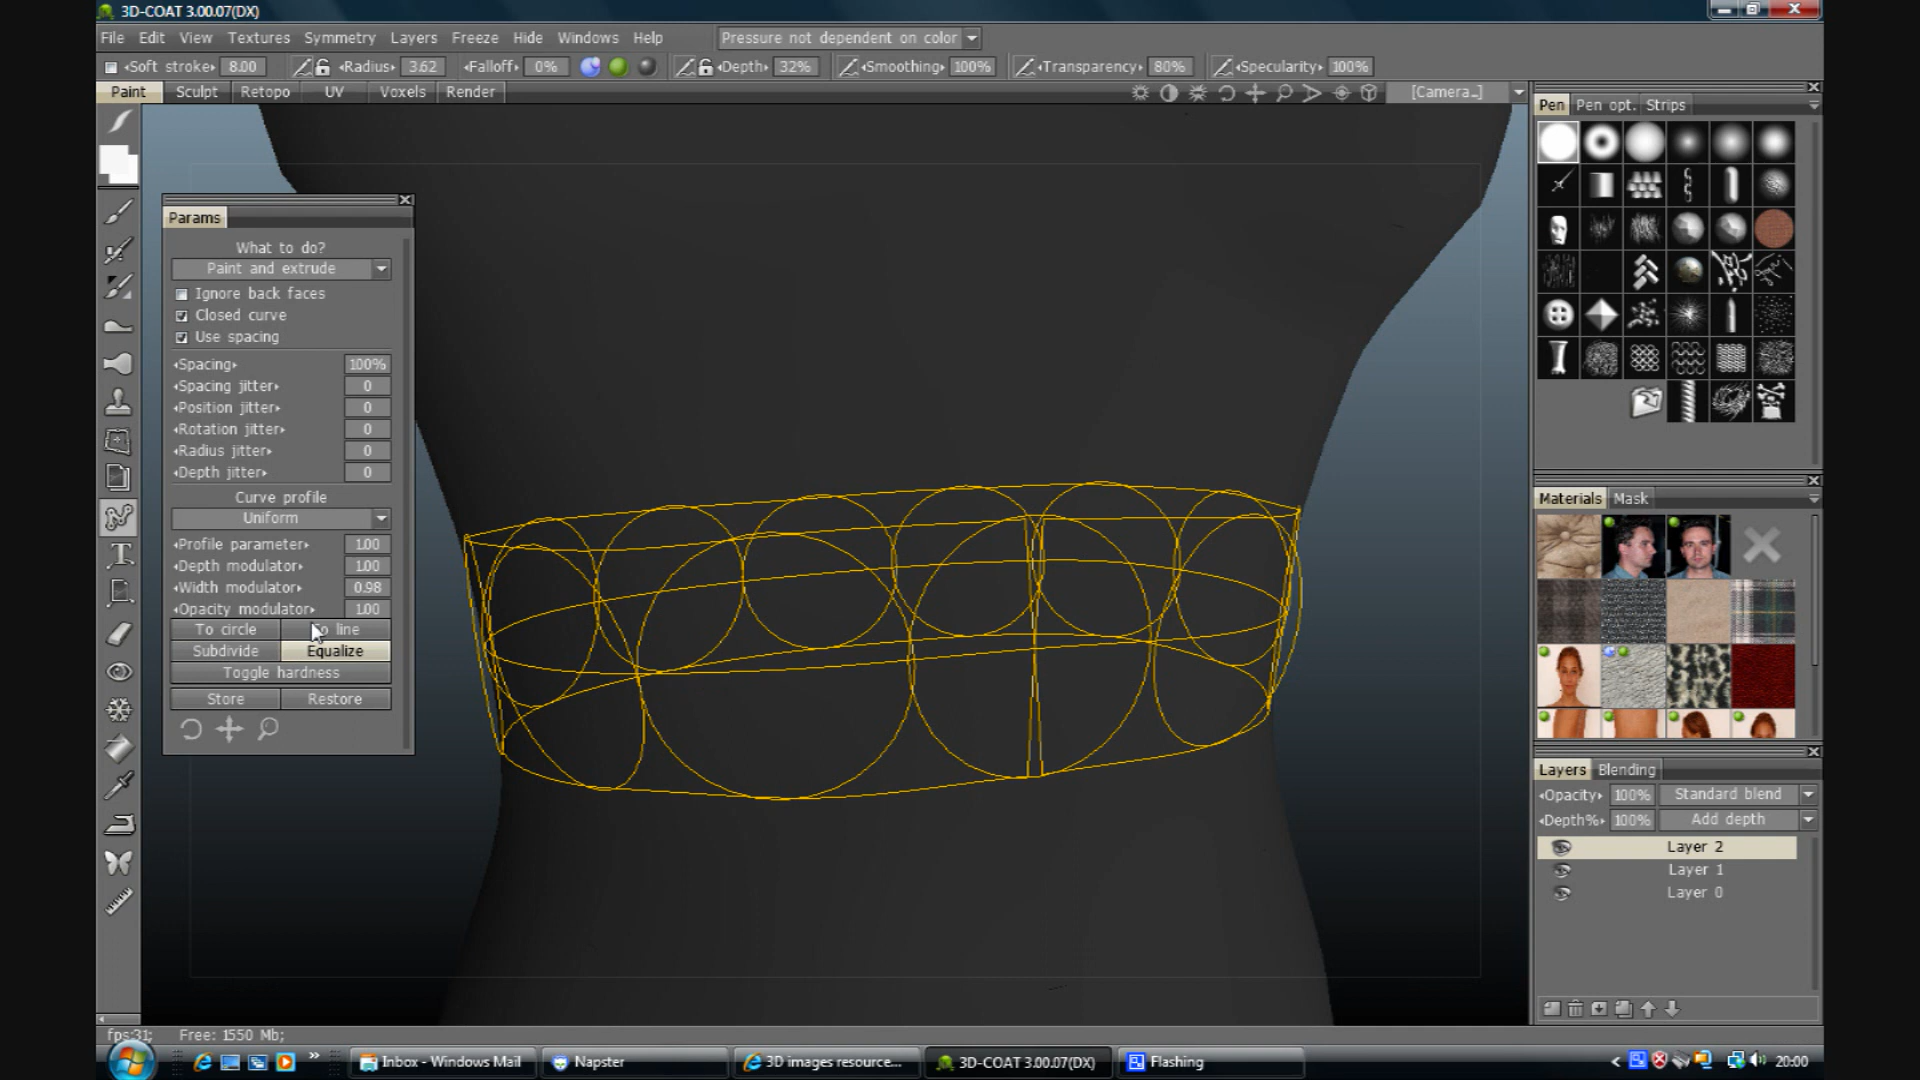 3D-COAT 3.00.07(DX)
File Edit View Textures Symmetry Layers Freeze Hide Windows Help Pressure not dependent on color
Soft stroke 8.00 Radius 3.62 Falloff 0% Depth 32% Smoothing 100% Transparency 80% Specularity 100%
Paint Sculpt Retopo UV Voxels Render [Camera_]
Pen Pen opt. Strips
Params
What to do?
Paint and extrude
Ignore back faces
Closed curve
Use spacing
Spacing 100%
Spacing jitter 0
Position jitter 0
Rotation jitter 0
Radius jitter 0
Depth jitter 0
Curve profile
Uniform
Profile parameter 1.00
Depth modulator 1.00
Width modulator 0.98
Opacity modulator 1.00
To circle To line
Subdivide Equalize
Toggle hardness
Store Restore
Materials Mask
Layers Blending
Opacity 100% Standard blend
Depth% 100% Add depth
Layer 2
Layer 1
Layer 0
fps:31; Free: 1550 Mb;
Inbox - Windows Mail Napster 3D images resource... 3D-COAT 3.00.07(DX) Flashing 20:00